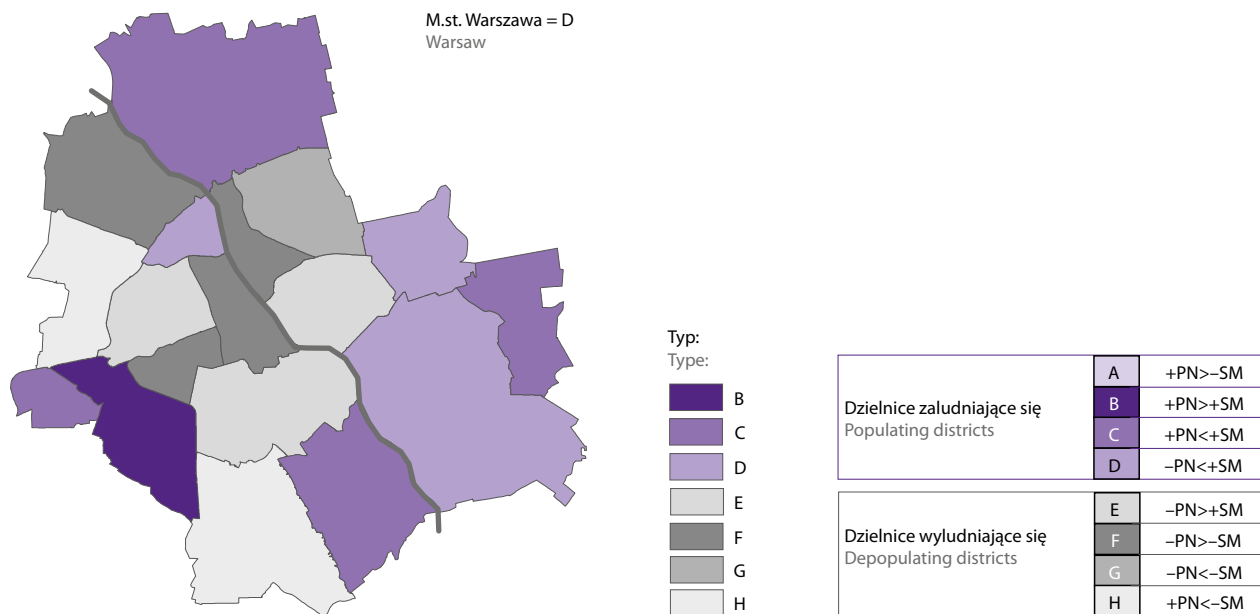 M.st. Warszawa = D
Warsaw
Typ:
Type:
B
C
D
E
F
G
H
Dzielnice zaludniające się
Populating districts
A +PN>–SM
B +PN>+SM
C +PN<+SM
D –PN<+SM
Dzielnice wyludniające się
Depopulating districts
E –PN>+SM
F –PN>–SM
G –PN<–SM
H +PN<–SM